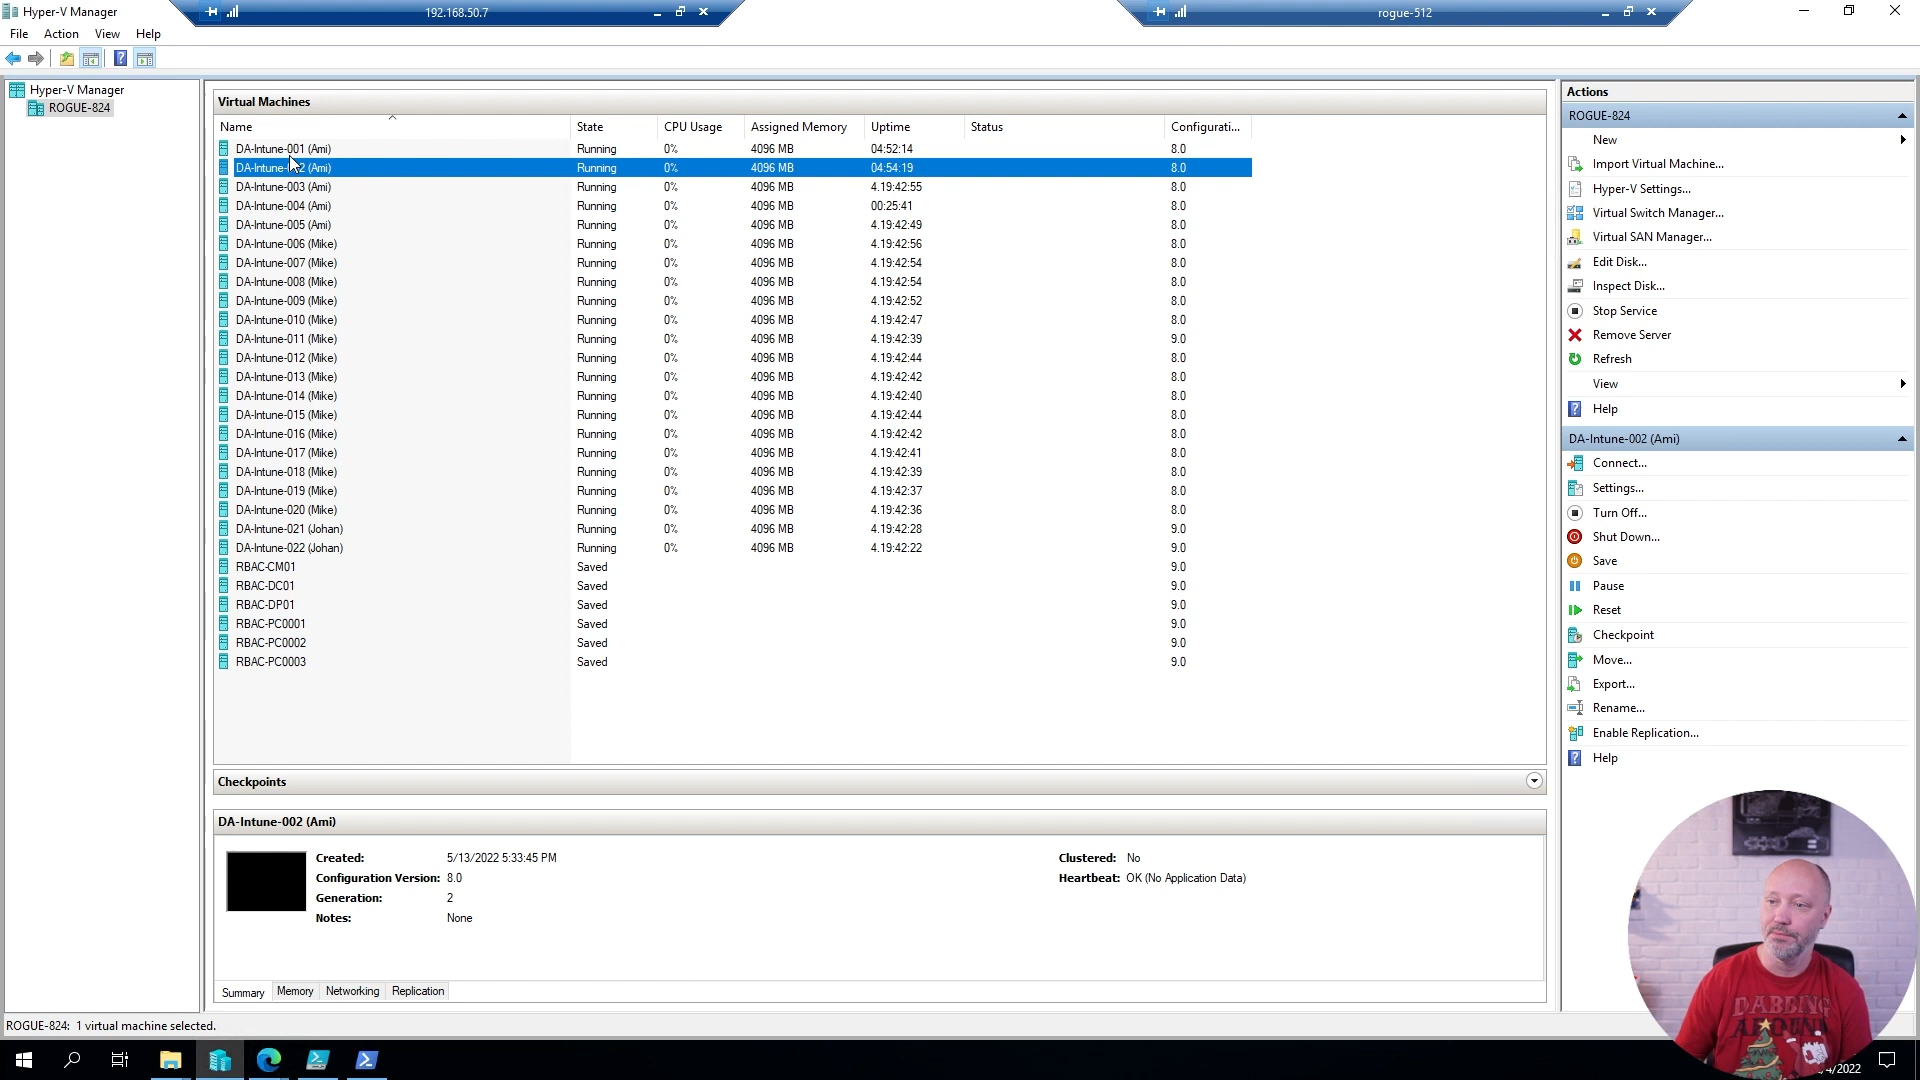 Hyper-V Manager
192.168.50.7
rogue-512
File Action View Help
Hyper-V Manager
ROGUE-824
Virtual Machines
Name State CPU Usage Assigned Memory Uptime Status Configurati...
DA-Intune-001 (Ami) Running 0% 4096 MB 04:52:14 8.0
DA-Intune- 2 (Ami) Running 0% 4096 MB 04:54:19 8.0
DA-Intune-003 (Ami) Running 0% 4096 MB 4.19:42:55 8.0
DA-Intune-004 (Ami) Running 0% 4096 MB 00:25:41 8.0
DA-Intune-005 (Ami) Running 0% 4096 MB 4.19:42:49 8.0
DA-Intune-006 (Mike) Running 0% 4096 MB 4.19:42:56 8.0
DA-Intune-007 (Mike) Running 0% 4096 MB 4.19:42:54 8.0
DA-Intune-008 (Mike) Running 0% 4096 MB 4.19:42:54 8.0
DA-Intune-009 (Mike) Running 0% 4096 MB 4.19:42:52 8.0
DA-Intune-010 (Mike) Running 0% 4096 MB 4.19:42:47 8.0
DA-Intune-011 (Mike) Running 0% 4096 MB 4.19:42:39 9.0
DA-Intune-012 (Mike) Running 0% 4096 MB 4.19:42:44 8.0
DA-Intune-013 (Mike) Running 0% 4096 MB 4.19:42:42 8.0
DA-Intune-014 (Mike) Running 0% 4096 MB 4.19:42:40 8.0
DA-Intune-015 (Mike) Running 0% 4096 MB 4.19:42:44 8.0
DA-Intune-016 (Mike) Running 0% 4096 MB 4.19:42:42 8.0
DA-Intune-017 (Mike) Running 0% 4096 MB 4.19:42:41 8.0
DA-Intune-018 (Mike) Running 0% 4096 MB 4.19:42:39 8.0
DA-Intune-019 (Mike) Running 0% 4096 MB 4.19:42:37 8.0
DA-Intune-020 (Mike) Running 0% 4096 MB 4.19:42:36 8.0
DA-Intune-021 (Johan) Running 0% 4096 MB 4.19:42:28 9.0
DA-Intune-022 (Johan) Running 0% 4096 MB 4.19:42:22 9.0
RBAC-CM01 Saved 9.0
RBAC-DC01 Saved 9.0
RBAC-DP01 Saved 9.0
RBAC-PC0001 Saved 9.0
RBAC-PC0002 Saved 9.0
RBAC-PC0003 Saved 9.0
Checkpoints
DA-Intune-002 (Ami)
Created: 5/13/2022 5:33:45 PM Clustered: No
Configuration Version: 8.0 Heartbeat: OK (No Application Data)
Generation: 2
Notes: None
Summary Memory Networking Replication
Actions
ROGUE-824
New
Import Virtual Machine...
Hyper-V Settings...
Virtual Switch Manager...
Virtual SAN Manager...
Edit Disk...
Inspect Disk...
Stop Service
Remove Server
Refresh
View
Help
DA-Intune-002 (Ami)
Connect...
Settings...
Turn Off...
Shut Down...
Save
Pause
Reset
Checkpoint
Move...
Export...
Rename...
Enable Replication...
Help
DABBING
AROUND
ROGUE-824: 1 virtual machine selected.
/4/2022